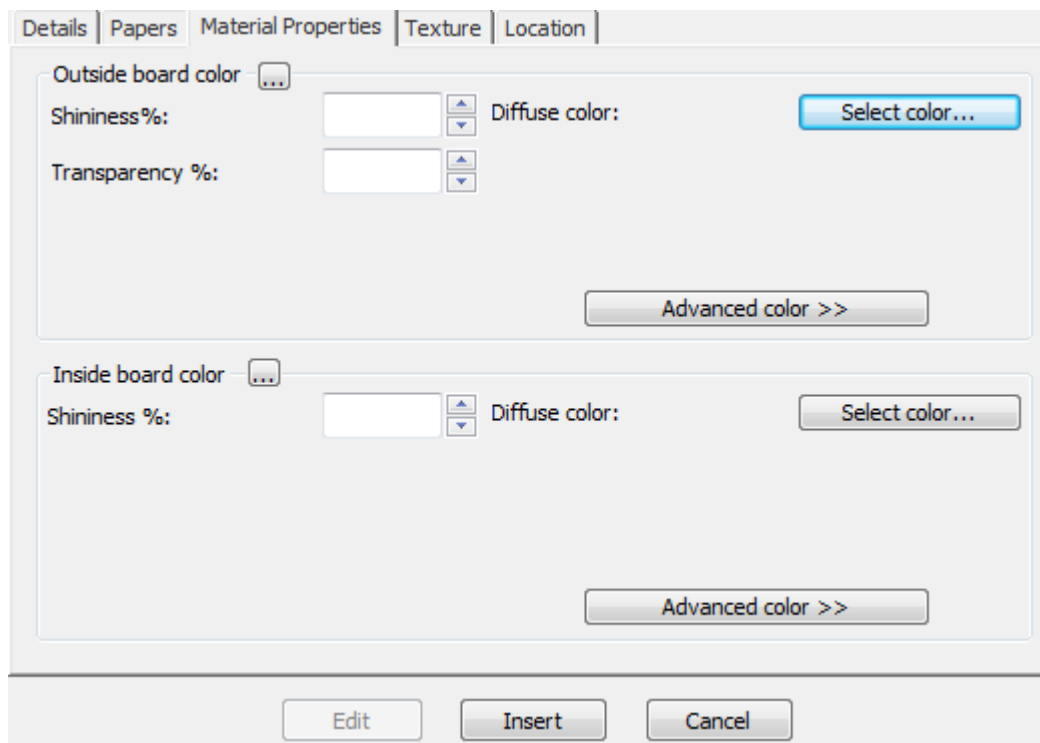 Details Papers Material Properties Texture Location
Outside board color ...
Shininess%: Diffuse color: Select color...
Transparency %:
Advanced color >>
Inside board color ...
Shininess %: Diffuse color: Select color...
Advanced color >>
Edit Insert Cancel